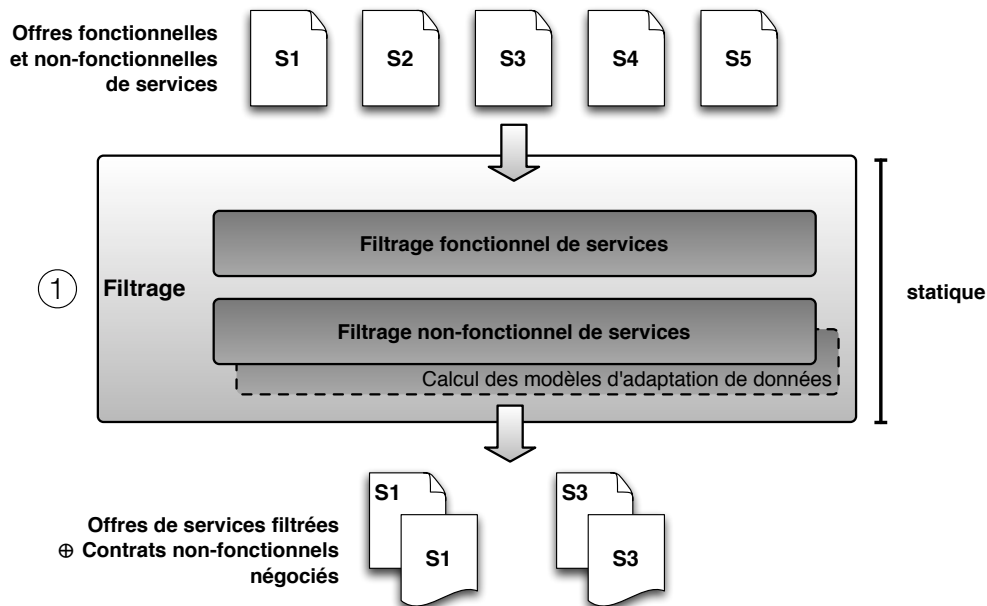 Offres fonctionnelles
et non-fonctionnelles
de services
S1
S2
S3
S4
S5
1
Filtrage
Filtrage fonctionnel de services
Filtrage non-fonctionnel de services
Calcul des modèles d'adaptation de données
statique
Offres de services filtrées
⊕ Contrats non-fonctionnels
négociés
S1
S1
S3
S3